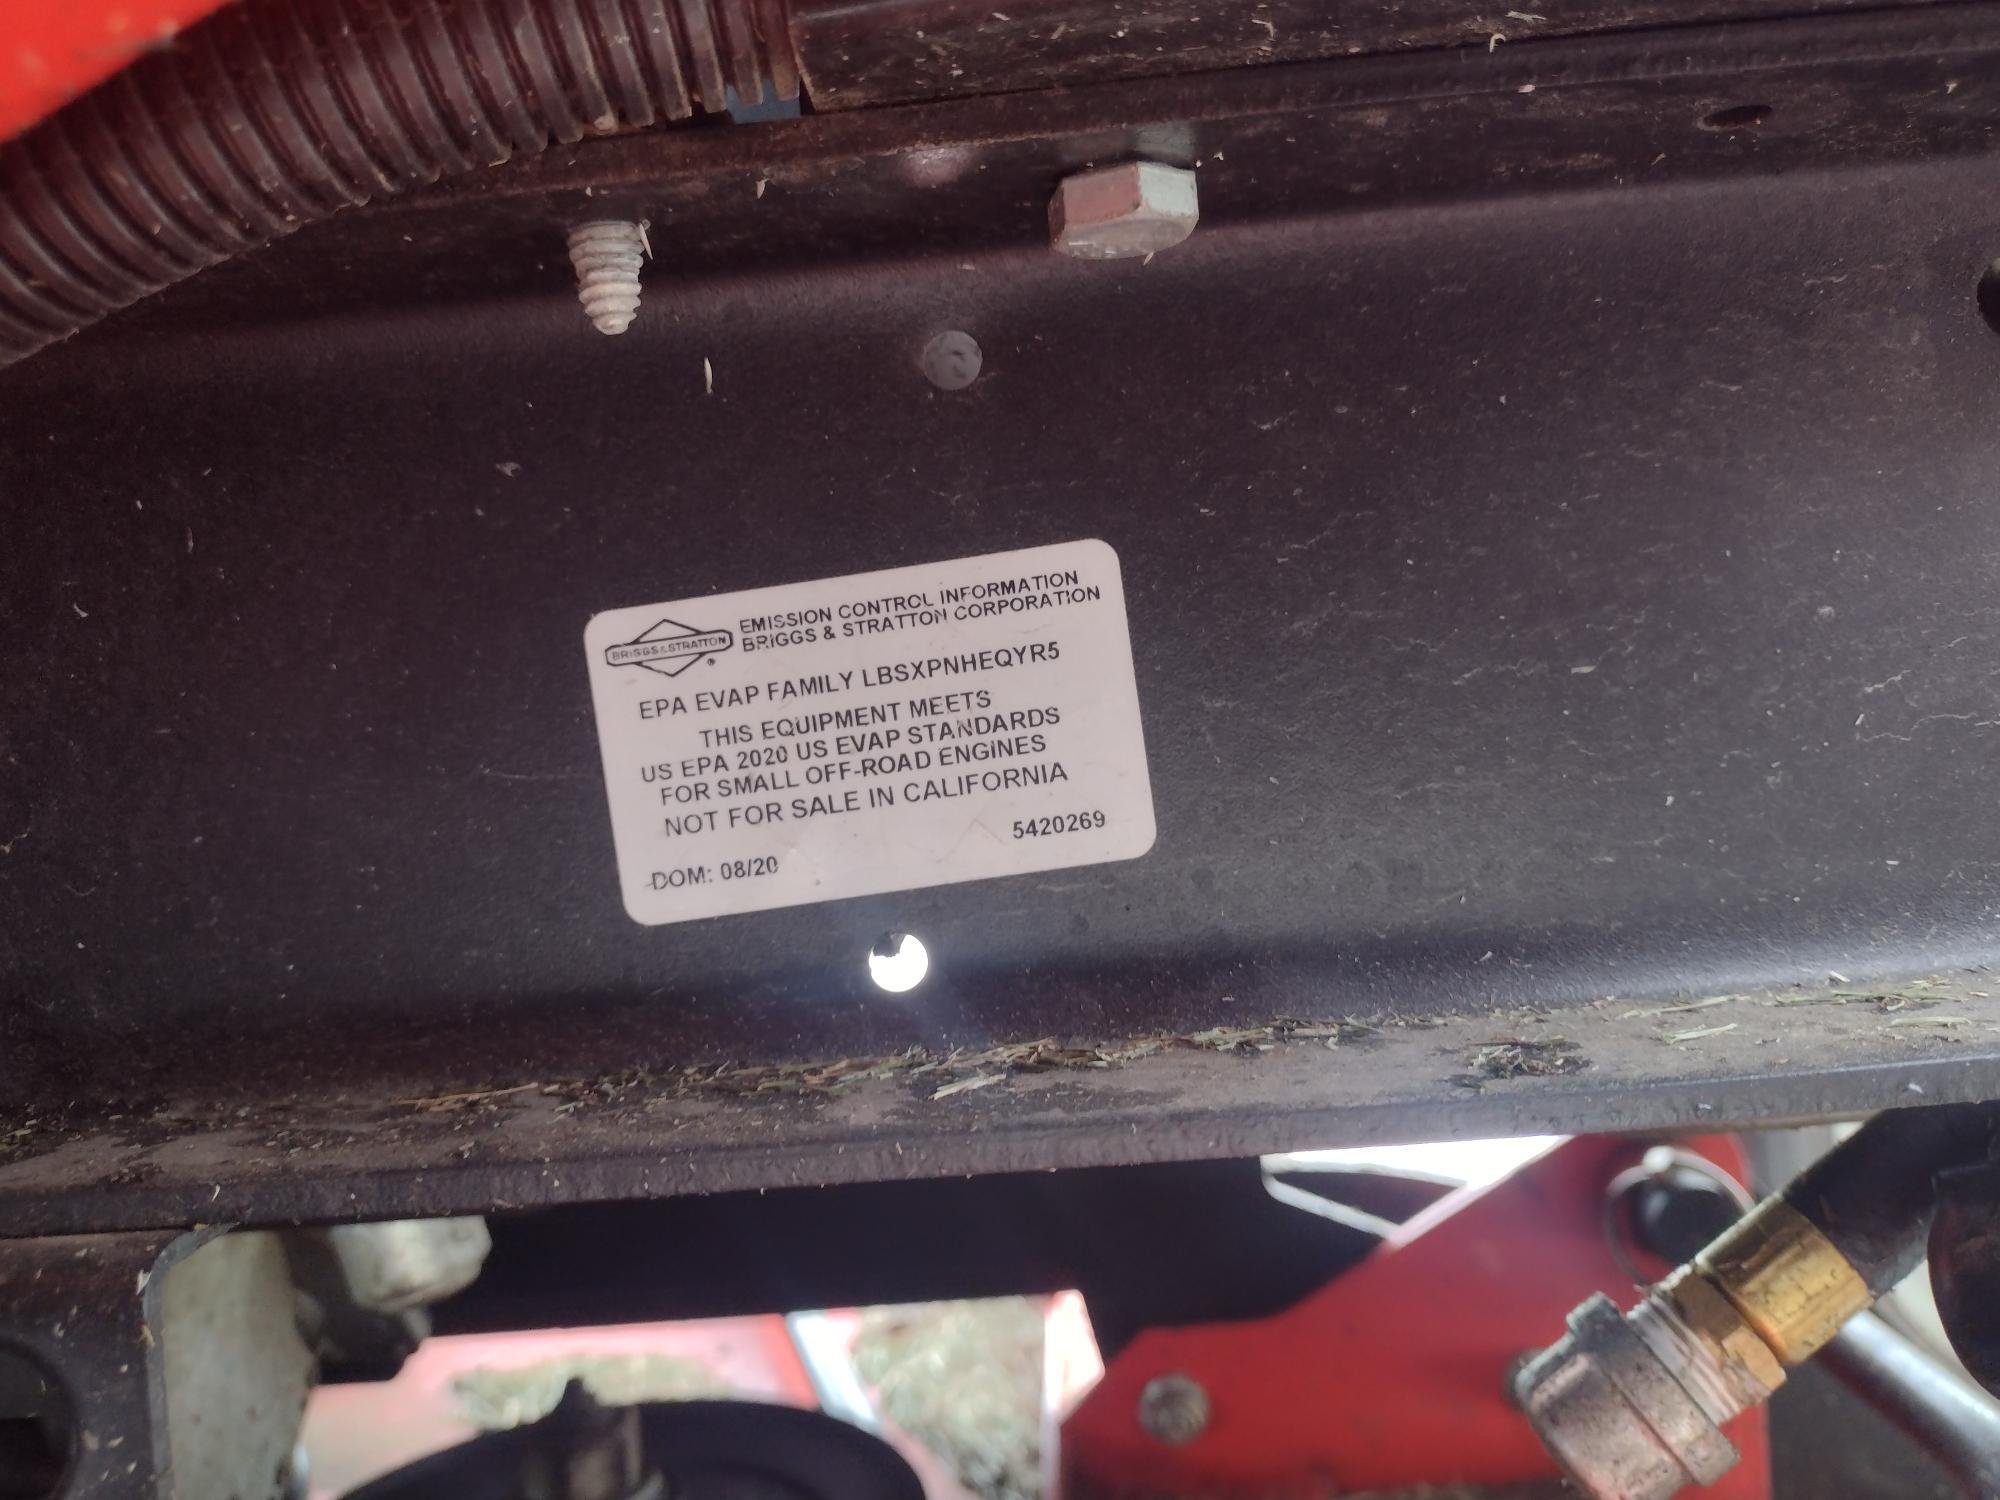 BRIGGS & STRATTON
EMISSION CONTROL INFORMATION
BRIGGS & STRATTON CORPORATION
EPA EVAP FAMILY LBSXPNHEQYR5
THIS EQUIPMENT MEETS
US EPA 2020 US EVAP STANDARDS
FOR SMALL OFF-ROAD ENGINES
NOT FOR SALE IN CALIFORNIA
5420269
DOM: 08/20